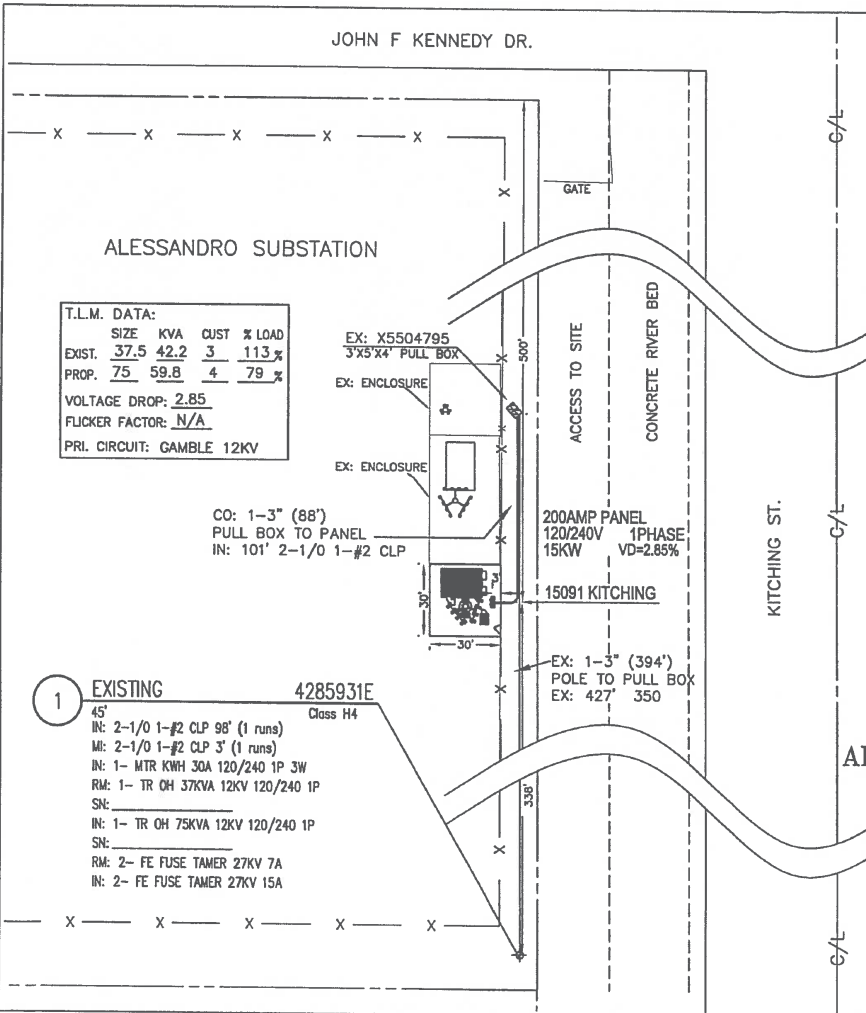 JOHN F KENNEDY DR.
C/L
X X X X X
X
GATE
ALESSANDRO SUBSTATION
T.L.M. DATA:
SIZE KVA CUST % LOAD
EXIST. 37.5 42.2 3 113 %
PROP. 75 59.8 4 79 %
VOLTAGE DROP: 2.85
FLICKER FACTOR: N/A
PRI. CIRCUIT: GAMBLE 12KV
EX: X5504795
3'X5'X4' PULL BOX
X
500'
EX: ENCLOSURE
ACCESS TO SITE
CONCRETE RIVER BED
X
X
EX: ENCLOSURE
CO: 1-3" (88')
PULL BOX TO PANEL
IN: 101' 2-1/0 1-#2 CLP
X
200AMP PANEL
120/240V 1PHASE
15KW VD=2.85%
C/L
KITCHING ST.
3'
15091 KITCHING
30'
30'
EX: 1-3" (394')
POLE TO PULL BOX
EX: 427' 350
X
1
EXISTING 4285931E
45' Class H4
IN: 2-1/0 1-#2 CLP 98' (1 runs)
MI: 2-1/0 1-#2 CLP 3' (1 runs)
IN: 1- MTR KWH 30A 120/240 1P 3W
RM: 1- TR OH 37KVA 12KV 120/240 1P
SN:
IN: 1- TR OH 75KVA 12KV 120/240 1P
SN:
RM: 2- FE FUSE TAMER 27KV 7A
IN: 2- FE FUSE TAMER 27KV 15A
338'
X
X X X X X
C/L